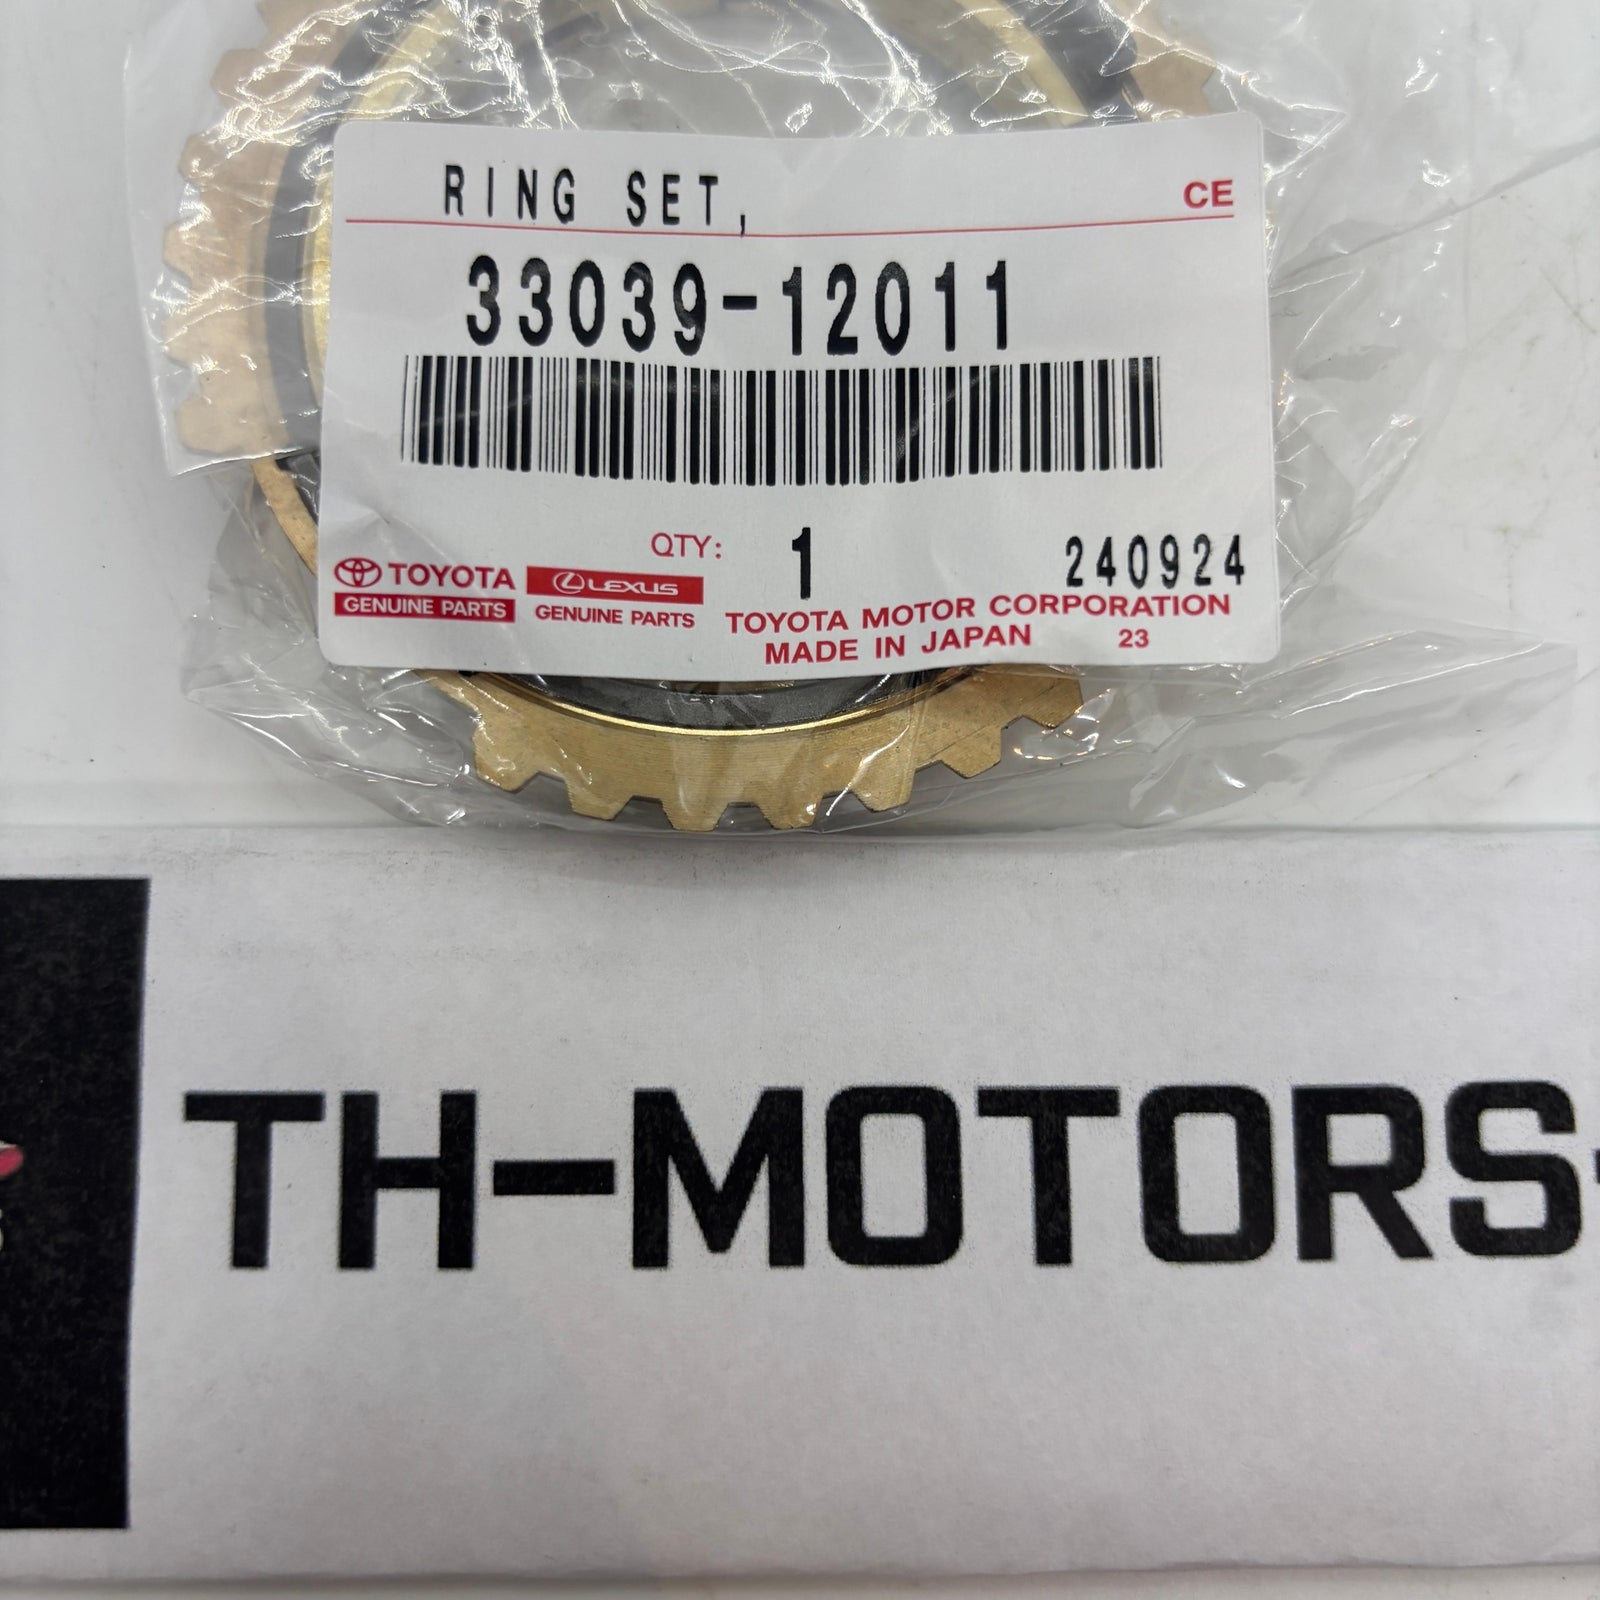 RING SET,
CE
33039-12011
QTY: 1
240924
TOYOTA
GENUINE PARTS
LEXUS
GENUINE PARTS
TOYOTA MOTOR CORPORATION
MADE IN JAPAN 23
TH-MOTORS-